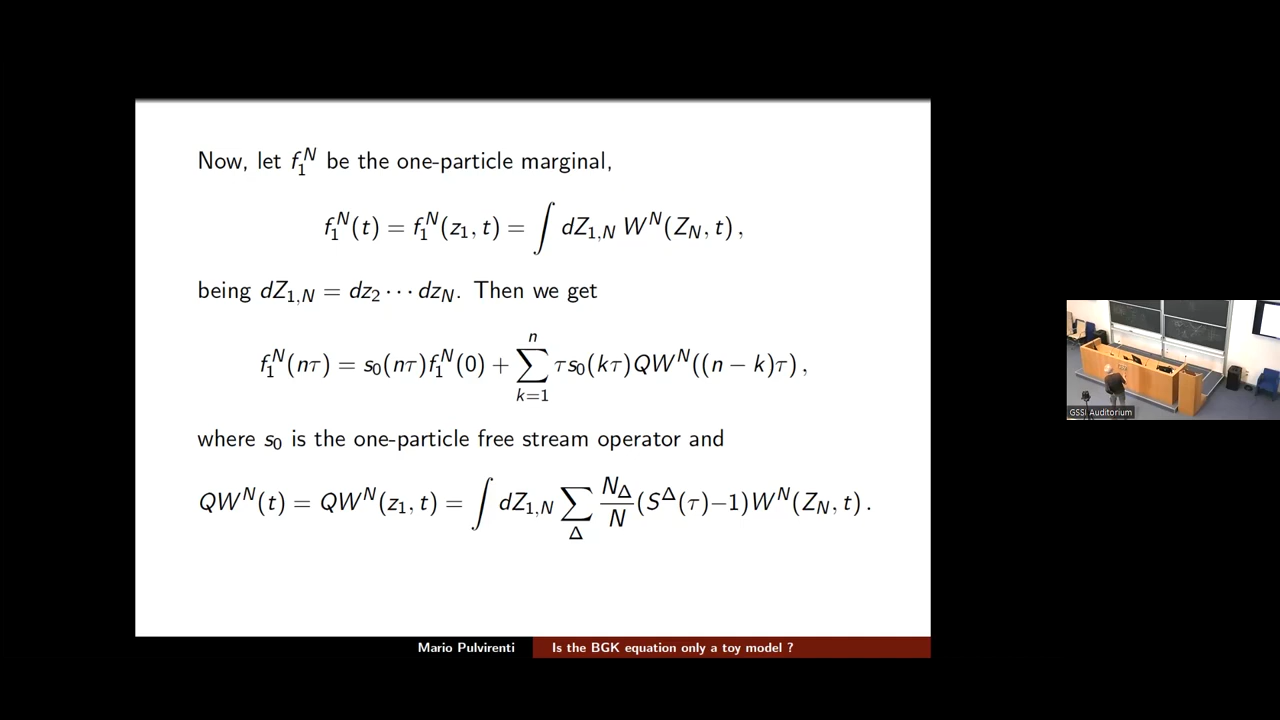 Now, let f_1^N be the one-particle marginal,
f_1^N(t) = f_1^N(z_1, t) = ∫ dZ_{1,N} W^N(Z_N, t) ,
being dZ_{1,N} = dz_2 ··· dz_N. Then we get
f_1^N(nτ) = s_0(nτ)f_1^N(0) + ∑_{k=1}^{n} τs_0(kτ)QW^N((n − k)τ) ,
where s_0 is the one-particle free stream operator and
QW^N(t) = QW^N(z_1, t) = ∫ dZ_{1,N} ∑_Δ \frac{N_Δ}{N} (S^Δ(τ)−1)W^N(Z_N, t) .
Mario Pulvirenti Is the BGK equation only a toy model ?
GSSI Auditorium